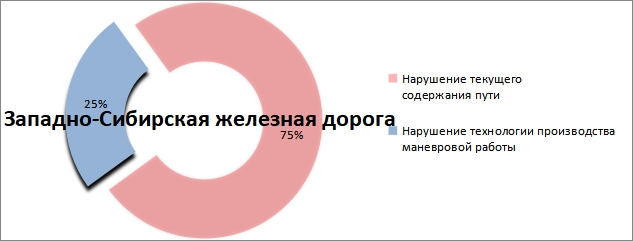 25%
Западно-Сибирская железная дорога
75%
Нарушение текущего
содержания пути
Нарушение технологии производства
маневровой работы